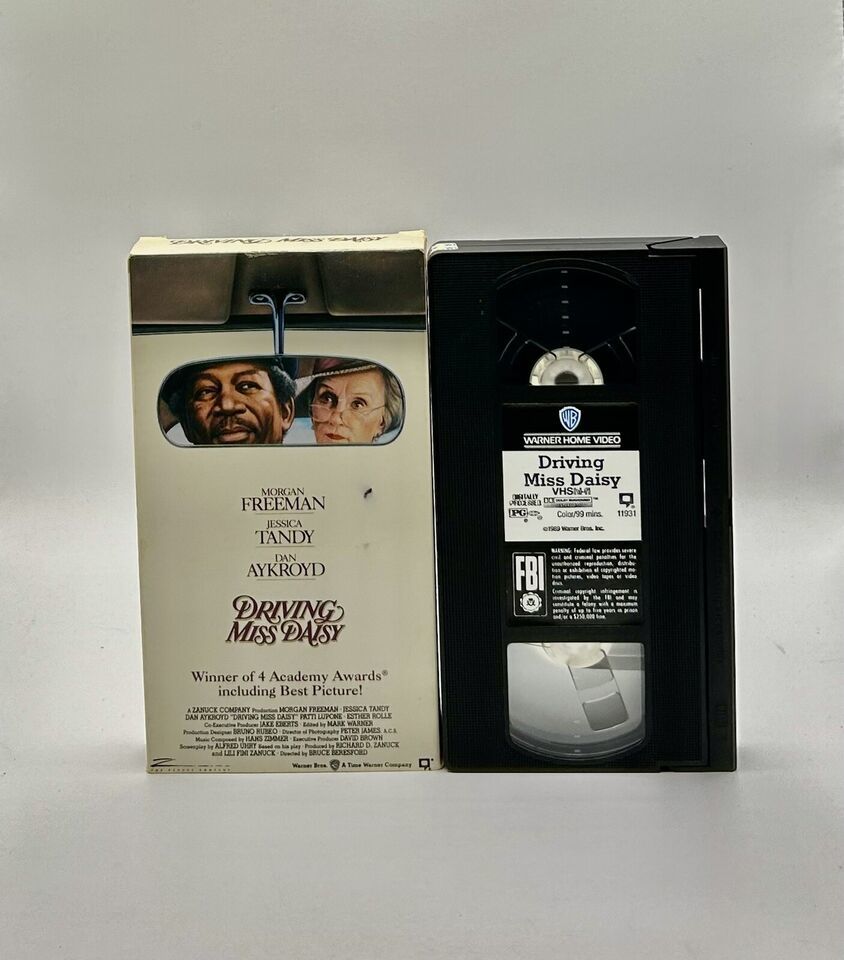 DRIVING MISS DAISY
MORGAN
FREEMAN
JESSICA
TANDY
DAN
AYKROYD
DRIVING
MISS DAISY
Winner of 4 Academy Awards®
including Best Picture!
A ZANUCK COMPANY Production MORGAN FREEMAN · JESSICA TANDY
DAN AYKROYD "DRIVING MISS DAISY" PATTI LUPONE · ESTHER ROLLE
Co-Executive Producer JAKE EBERTS · Edited by MARK WARNER
Production Designer BRUNO RUBEO · Director of Photography PETER JAMES, A.C.S.
Music Composed by HANS ZIMMER · Executive Producer DAVID BROWN
Screenplay by ALFRED UHRY Based on his play · Produced by RICHARD D. ZANUCK
and LILI FINI ZANUCK · Directed by BRUCE BERESFORD
Warner Bros. A Time Warner Company
WB
WARNER HOME VIDEO
Driving
Miss Daisy
VHS
DIGITALLY
PROCESSED
PG Color/99 mins. 11931
©1989 Warner Bros. Inc.
FBI
WARNING: Federal law provides severe
civil and criminal penalties for the
unauthorized reproduction, distribu-
tion or exhibition of copyrighted mo-
tion pictures, video tapes or video
discs.
Criminal copyright infringement is
investigated by the FBI and may
constitute a felony with a maximum
penalty of up to five years in prison
and/or a $250,000 fine.